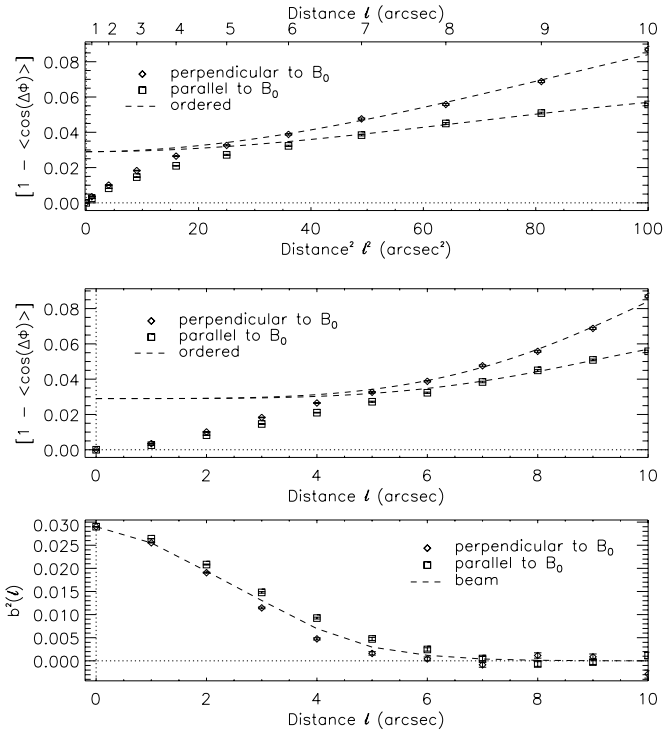 Distance ℓ (arcsec)
1 2 3 4 5 6 7 8 9 10
[1 - <cos(ΔΦ)>]
0.08
0.06
0.04
0.02
0.00
perpendicular to B₀
parallel to B₀
ordered
0 20 40 60 80 100
Distance² ℓ² (arcsec²)
[1 - <cos(ΔΦ)>]
0.08
0.06
0.04
0.02
0.00
perpendicular to B₀
parallel to B₀
ordered
0 2 4 6 8 10
Distance ℓ (arcsec)
b²(ℓ)
0.030
0.025
0.020
0.015
0.010
0.005
0.000
perpendicular to B₀
parallel to B₀
beam
0 2 4 6 8 10
Distance ℓ (arcsec)